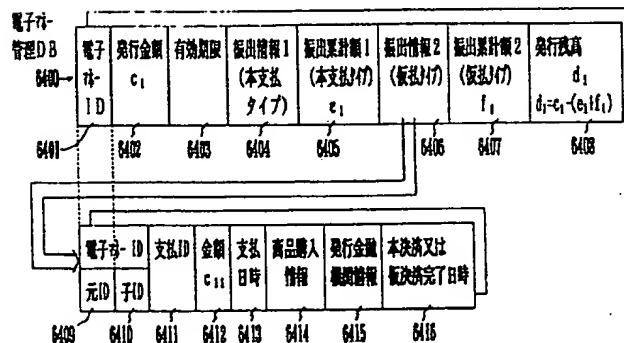 電子マネー
管理DB
6400
電子
マネー
ID
発行金額
c1
有効期限
振出情報1
(本支払
タイプ)
振出累計額1
(本支払タイプ)
e1
振出情報2
(仮払タイプ)
振出累計額2
(仮払タイプ)
f1
発行残高
d1
d1=c1-(e1+f1)
6401
6402
6403
6404
6405
6406
6407
6408
電子マネーID
元ID
子ID
支払ID
金額
c11
支払
日時
商品購入
情報
発行金融
機関情報
本決済又は
仮決済完了日時
6409
6410
6411
6412
6413
6414
6415
6416